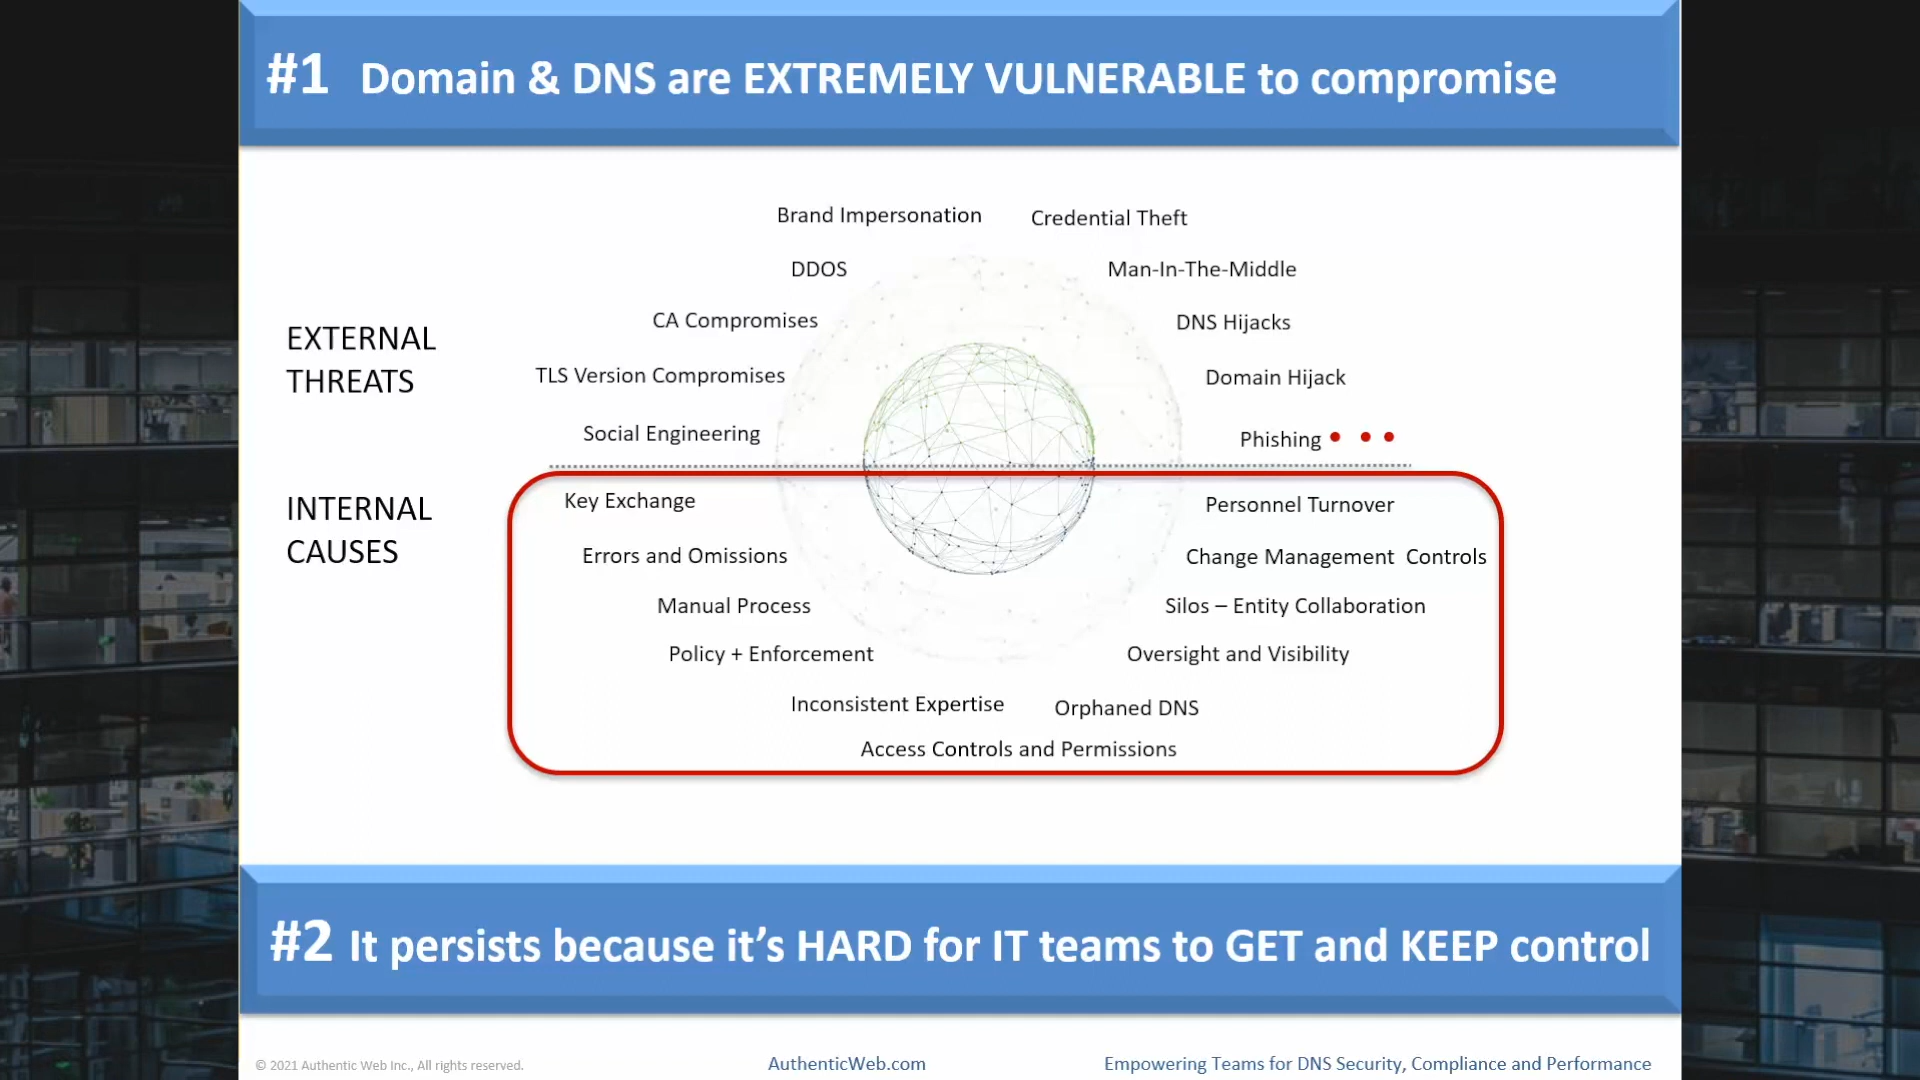 #1 Domain & DNS are EXTREMELY VULNERABLE to compromise
Brand Impersonation
Credential Theft
DDOS
Man-In-The-Middle
CA Compromises
DNS Hijacks
EXTERNAL
THREATS
TLS Version Compromises
Domain Hijack
Social Engineering
Phishing • • •
INTERNAL
CAUSES
Key Exchange
Personnel Turnover
Errors and Omissions
Change Management Controls
Manual Process
Silos – Entity Collaboration
Policy + Enforcement
Oversight and Visibility
Inconsistent Expertise
Orphaned DNS
Access Controls and Permissions
#2 It persists because it's HARD for IT teams to GET and KEEP control
© 2021 Authentic Web Inc., All rights reserved.
AuthenticWeb.com
Empowering Teams for DNS Security, Compliance and Performance